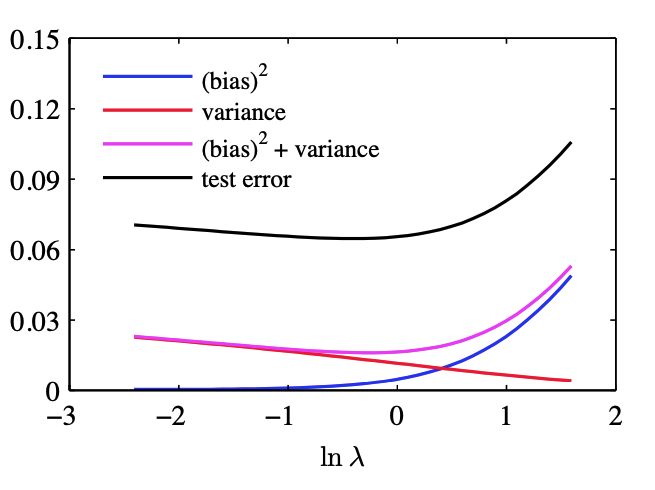 0.15
(bias)²
0.12
variance
(bias)² + variance
0.09
test error
0.06
0.03
0
−3 −2 −1 0 1 2
ln λ